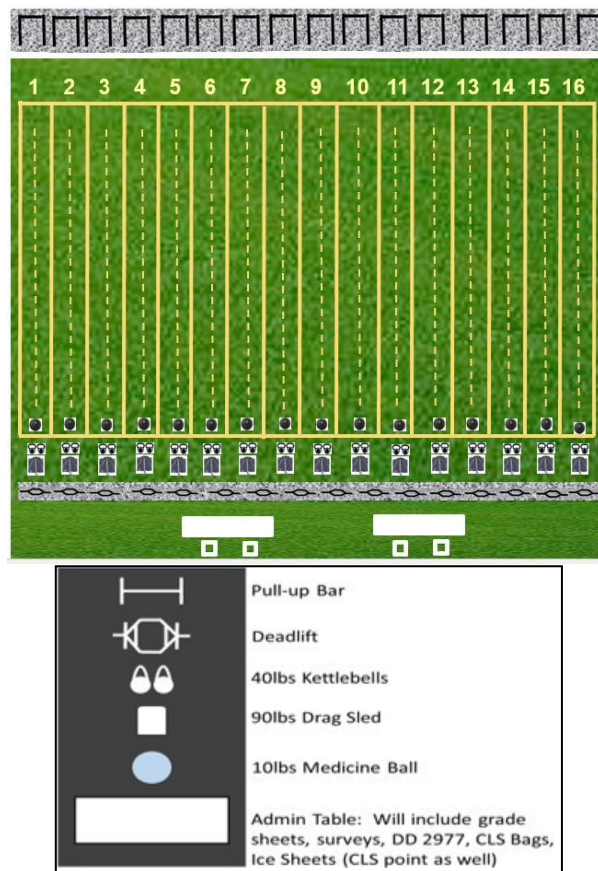 1 2 3 4 5 6 7 8 9 10 11 12 13 14 15 16
Pull-up Bar
Deadlift
40lbs Kettlebells
90lbs Drag Sled
10lbs Medicine Ball
Admin Table: Will include grade
sheets, surveys, DD 2977, CLS Bags,
Ice Sheets (CLS point as well)